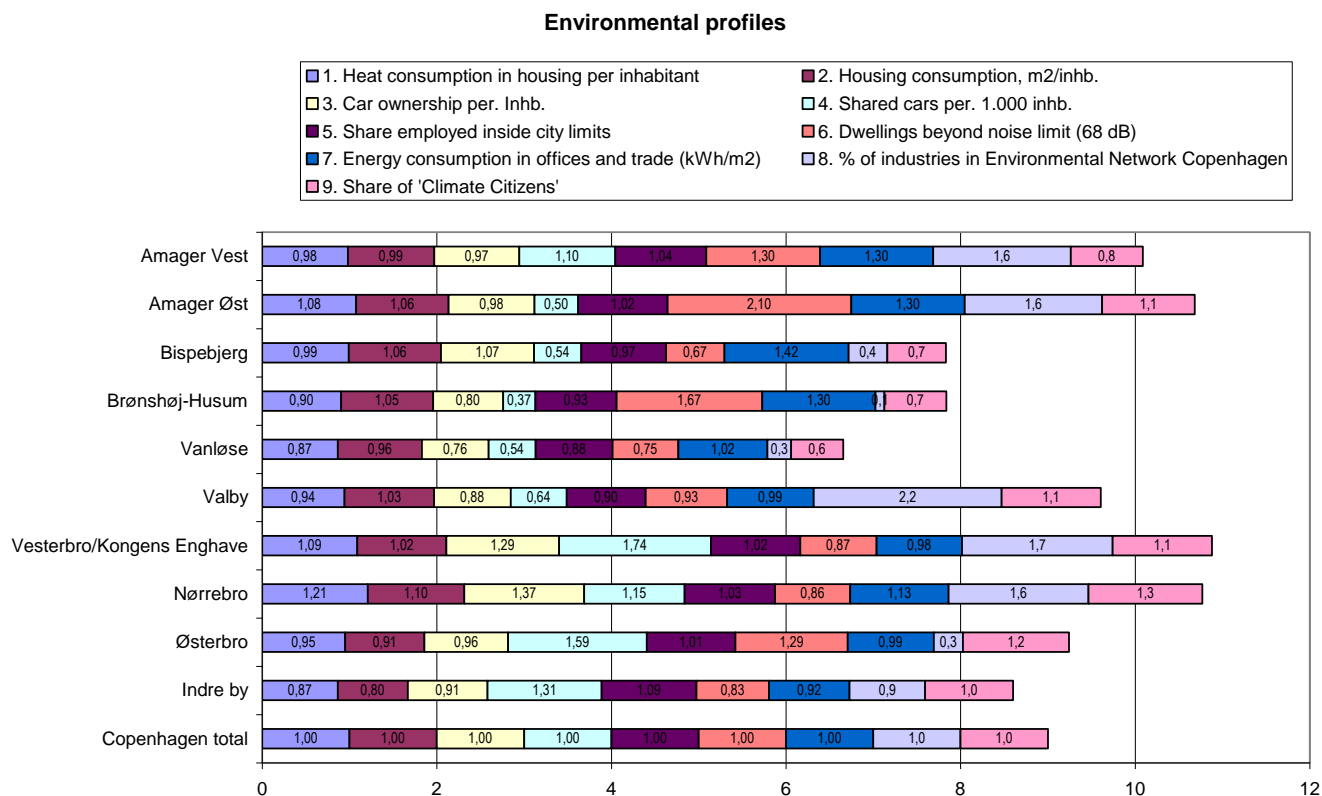 Environmental profiles
1. Heat consumption in housing per inhabitant
2. Housing consumption, m2/inhb.
3. Car ownership per. Inhb.
4. Shared cars per. 1.000 inhb.
5. Share employed inside city limits
6. Dwellings beyond noise limit (68 dB)
7. Energy consumption in offices and trade (kWh/m2)
8. % of industries in Environmental Network Copenhagen
9. Share of 'Climate Citizens'
Amager Vest 0,98 0,99 0,97 1,10 1,04 1,30 1,30 1,6 0,8
Amager Øst 1,08 1,06 0,98 0,50 1,02 2,10 1,30 1,6 1,1
Bispebjerg 0,99 1,06 1,07 0,54 0,97 0,67 1,42 0,4 0,7
Brønshøj-Husum 0,90 1,05 0,80 0,37 0,93 1,67 1,30 0,1 0,7
Vanløse 0,87 0,96 0,76 0,54 0,88 0,75 1,02 0,3 0,6
Valby 0,94 1,03 0,88 0,64 0,90 0,93 0,99 2,2 1,1
Vesterbro/Kongens Enghave 1,09 1,02 1,29 1,74 1,02 0,87 0,98 1,7 1,1
Nørrebro 1,21 1,10 1,37 1,15 1,03 0,86 1,13 1,6 1,3
Østerbro 0,95 0,91 0,96 1,59 1,01 1,29 0,99 0,3 1,2
Indre by 0,87 0,80 0,91 1,31 1,09 0,83 0,92 0,9 1,0
Copenhagen total 1,00 1,00 1,00 1,00 1,00 1,00 1,00 1,0 1,0
0 2 4 6 8 10 12